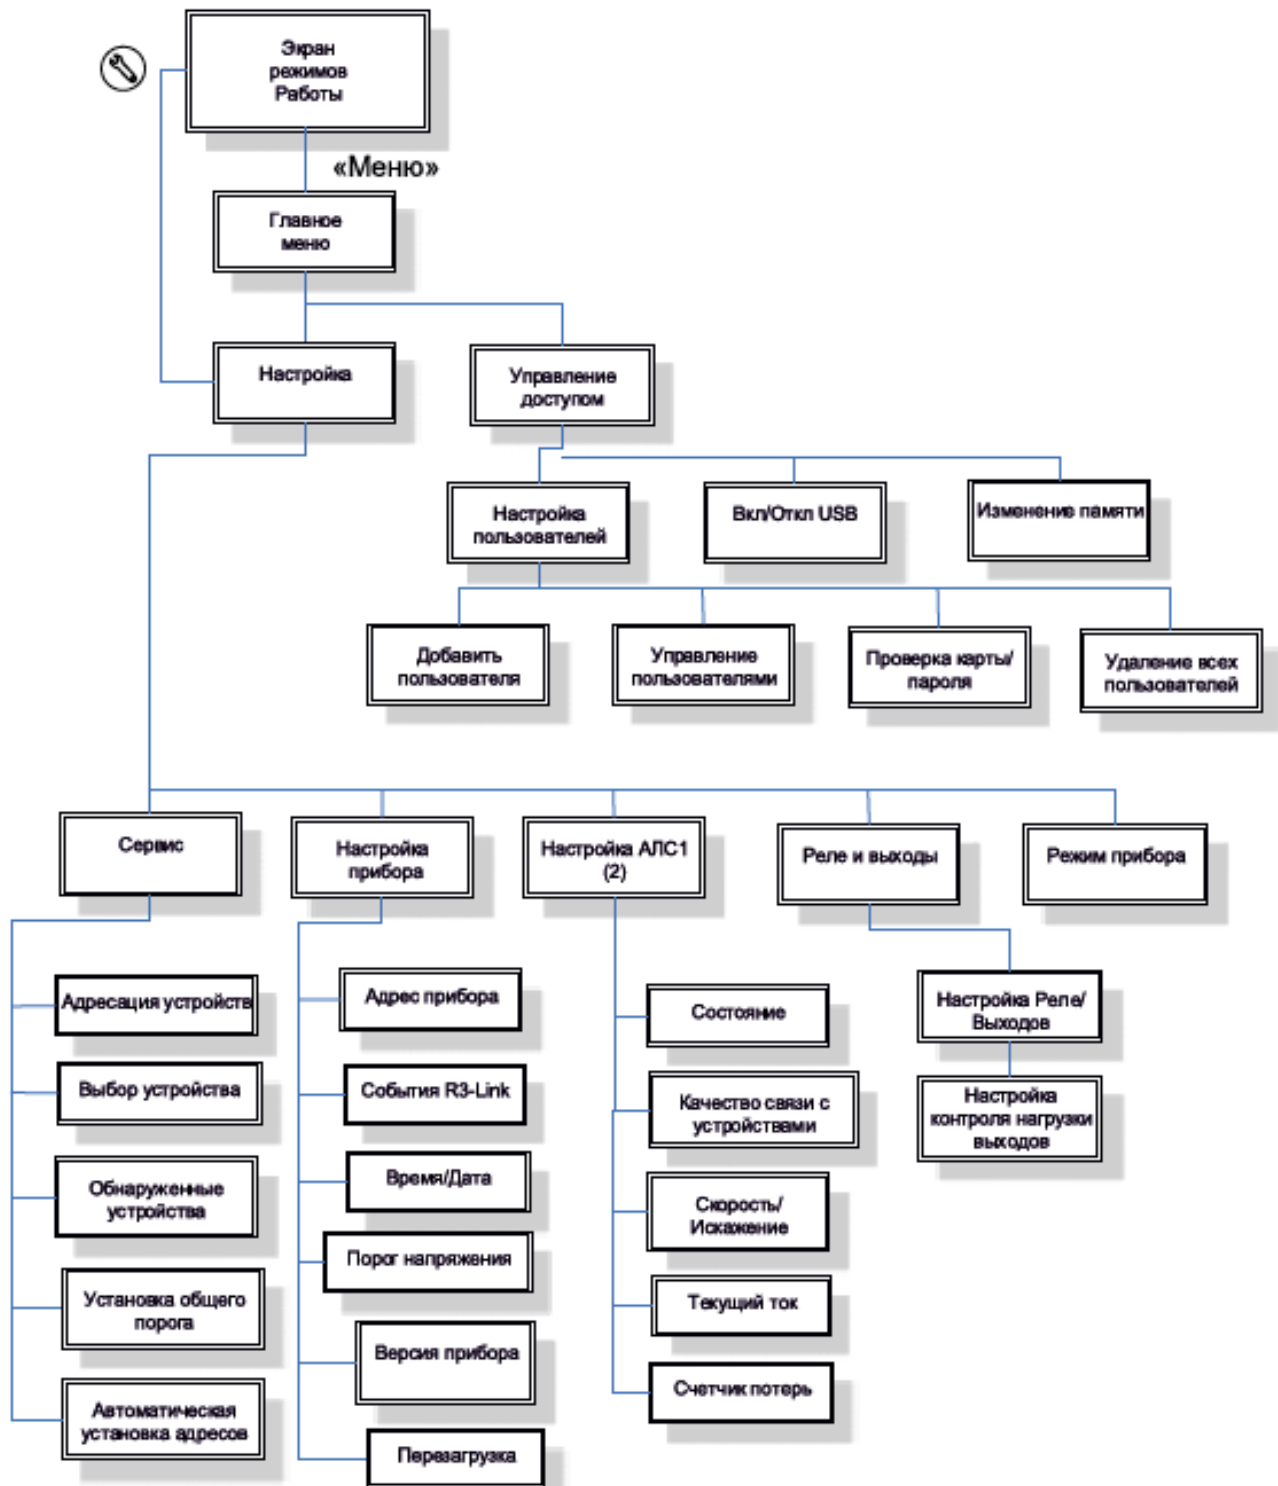 Экран
режимов
Работы
«Меню»
Главное
меню
Настройка
Управление
доступом
Настройка
пользователей
Вкл/Откл USB
Изменение памяти
Добавить
пользователя
Управление
пользователями
Проверка карты/
пароля
Удаление всех
пользователей
Сервис
Настройка
прибора
Настройка АЛС1
(2)
Реле и выходы
Режим прибора
Адресация устройств
Выбор устройства
Обнаруженные
устройства
Установка общего
порога
Автоматическая
установка адресов
Адрес прибора
События R3-Link
Время/Дата
Порог напряжения
Версия прибора
Перезагрузка
Состояние
Качество связи с
устройствами
Скорость/
Искажение
Текущий ток
Счетчик потерь
Настройка Реле/
Выходов
Настройка
контроля нагрузки
выходов